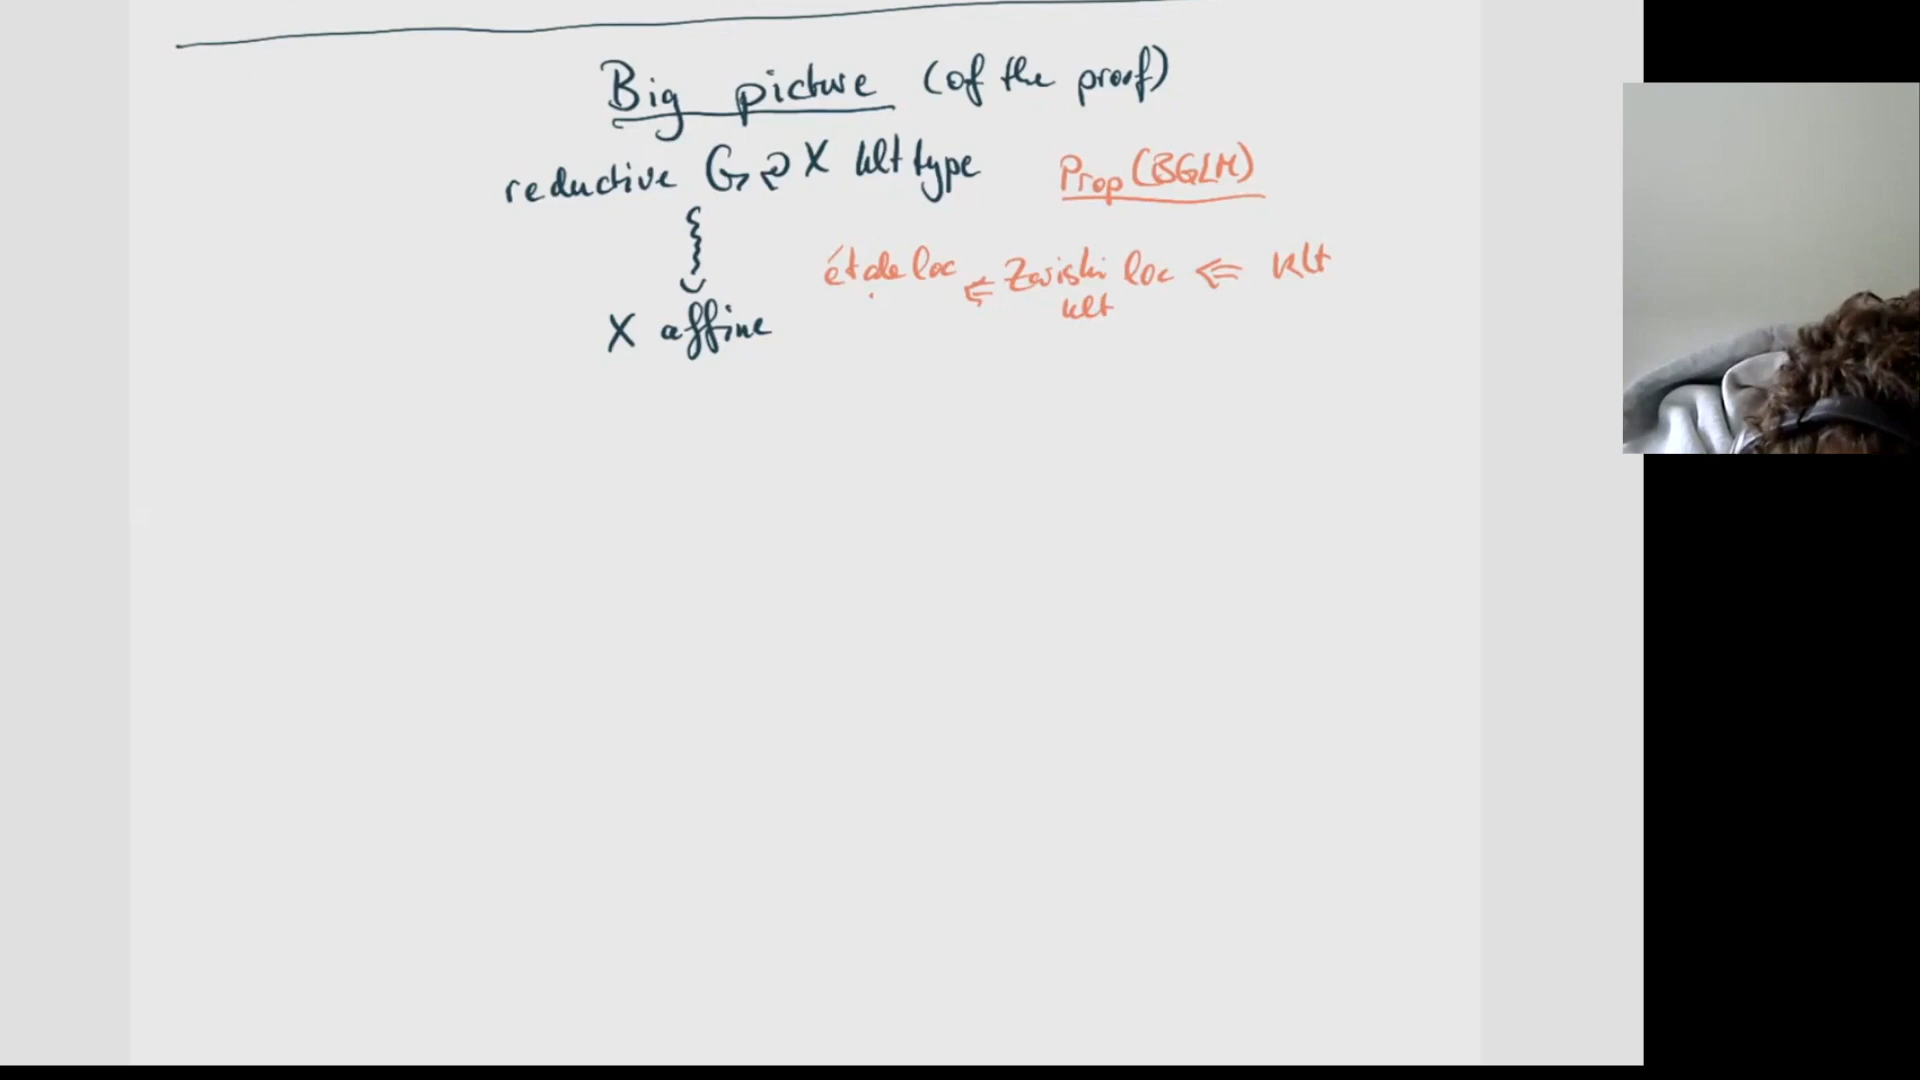 Big picture (of the proof)
reductive G ↷ X klt type
Prop (BGLM)
étale loc ⇐ Zariski loc ⇐ klt
klt
X affine